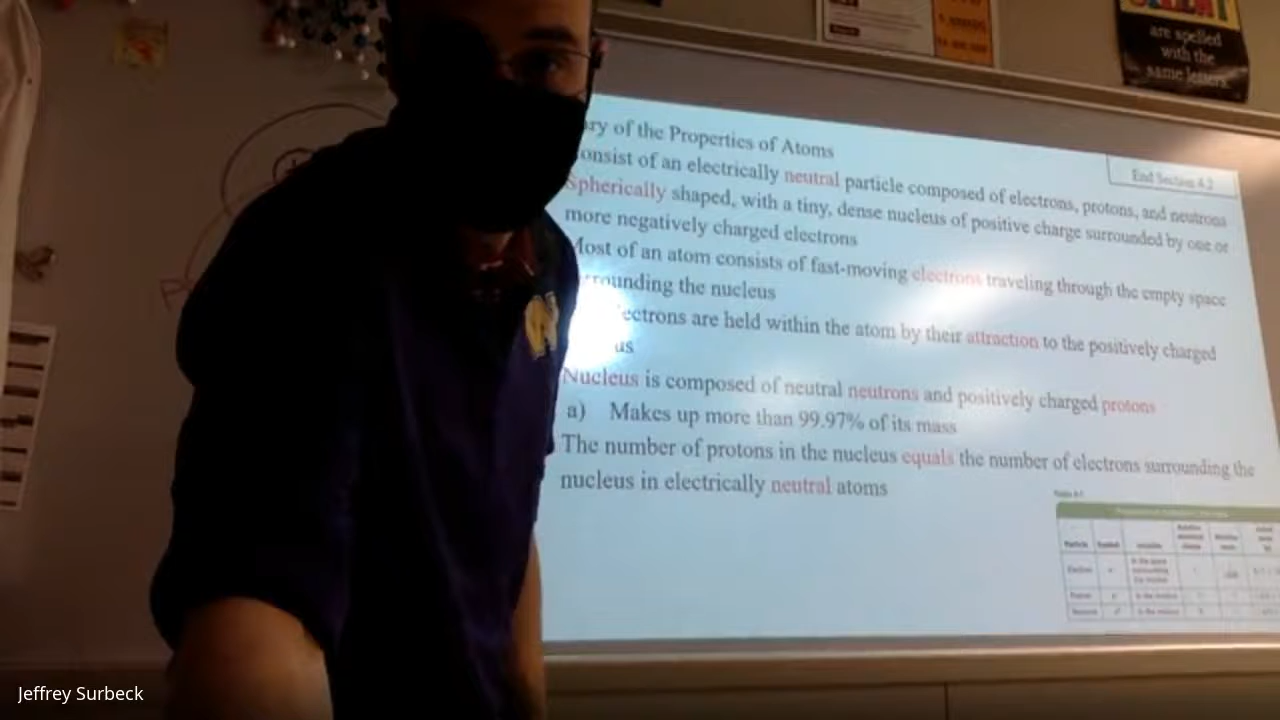 are spelled
with the
same letters
ry of the Properties of Atoms
End Section 4.2
onsist of an electrically neutral particle composed of electrons, protons, and neutrons
Spherically shaped, with a tiny, dense nucleus of positive charge surrounded by one or
more negatively charged electrons
Most of an atom consists of fast-moving electrons traveling through the empty space
rrounding the nucleus
ectrons are held within the atom by their attraction to the positively charged
us
Nucleus is composed of neutral neutrons and positively charged protons
a) Makes up more than 99.97% of its mass
The number of protons in the nucleus equals the number of electrons surrounding the
nucleus in electrically neutral atoms
Particle
Electron
W
Jeffrey Surbeck